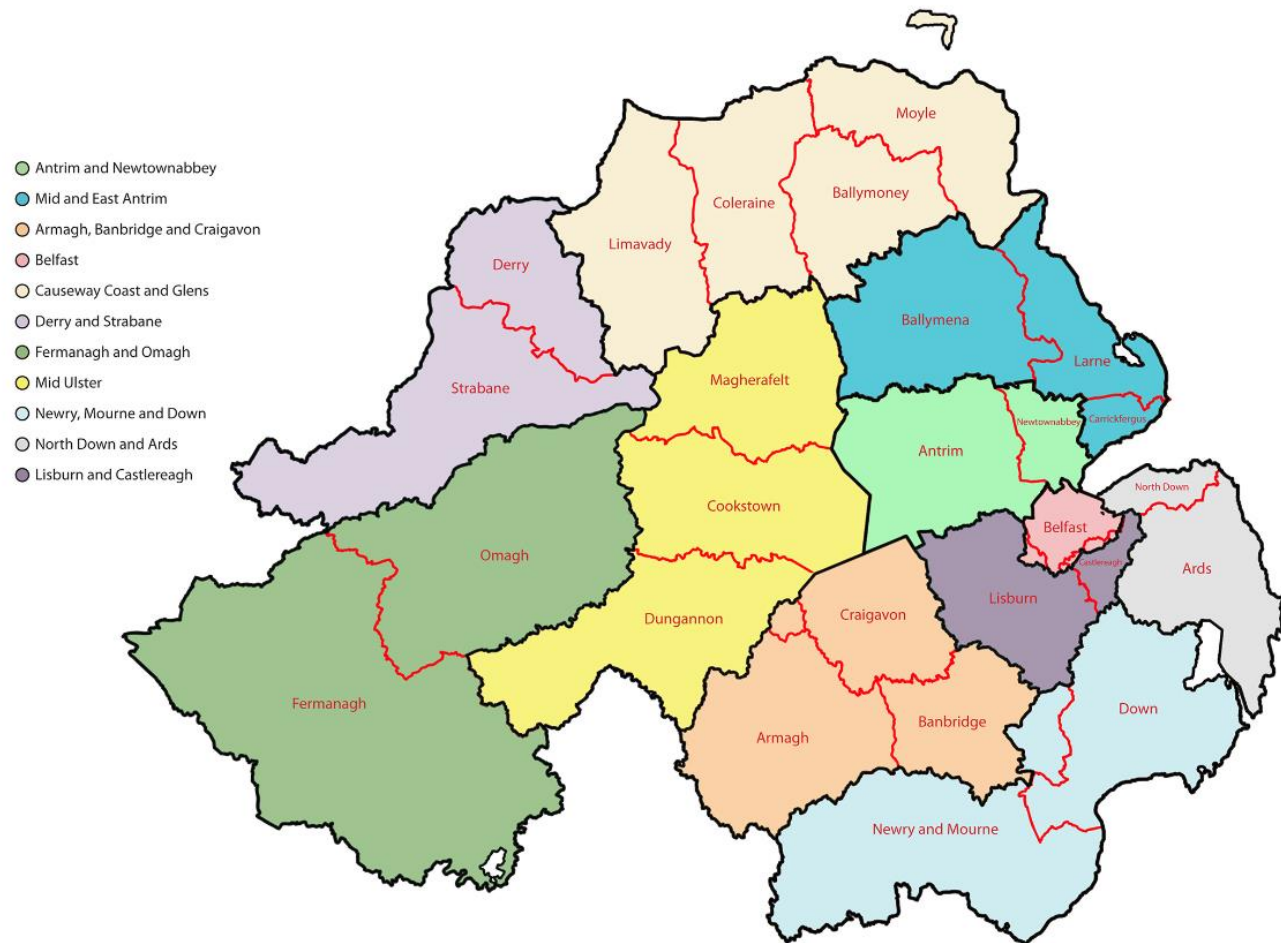 Antrim and Newtownabbey
Mid and East Antrim
Armagh, Banbridge and Craigavon
Belfast
Causeway Coast and Glens
Derry and Strabane
Fermanagh and Omagh
Mid Ulster
Newry, Mourne and Down
North Down and Ards
Lisburn and Castlereagh
Moyle
Ballymoney
Coleraine
Limavady
Derry
Ballymena
Larne
Magherafelt
Strabane
Carrickfergus
Newtownabbey
Antrim
North Down
Cookstown
Belfast
Omagh
Castlereagh
Ards
Lisburn
Craigavon
Dungannon
Fermanagh
Down
Banbridge
Armagh
Newry and Mourne